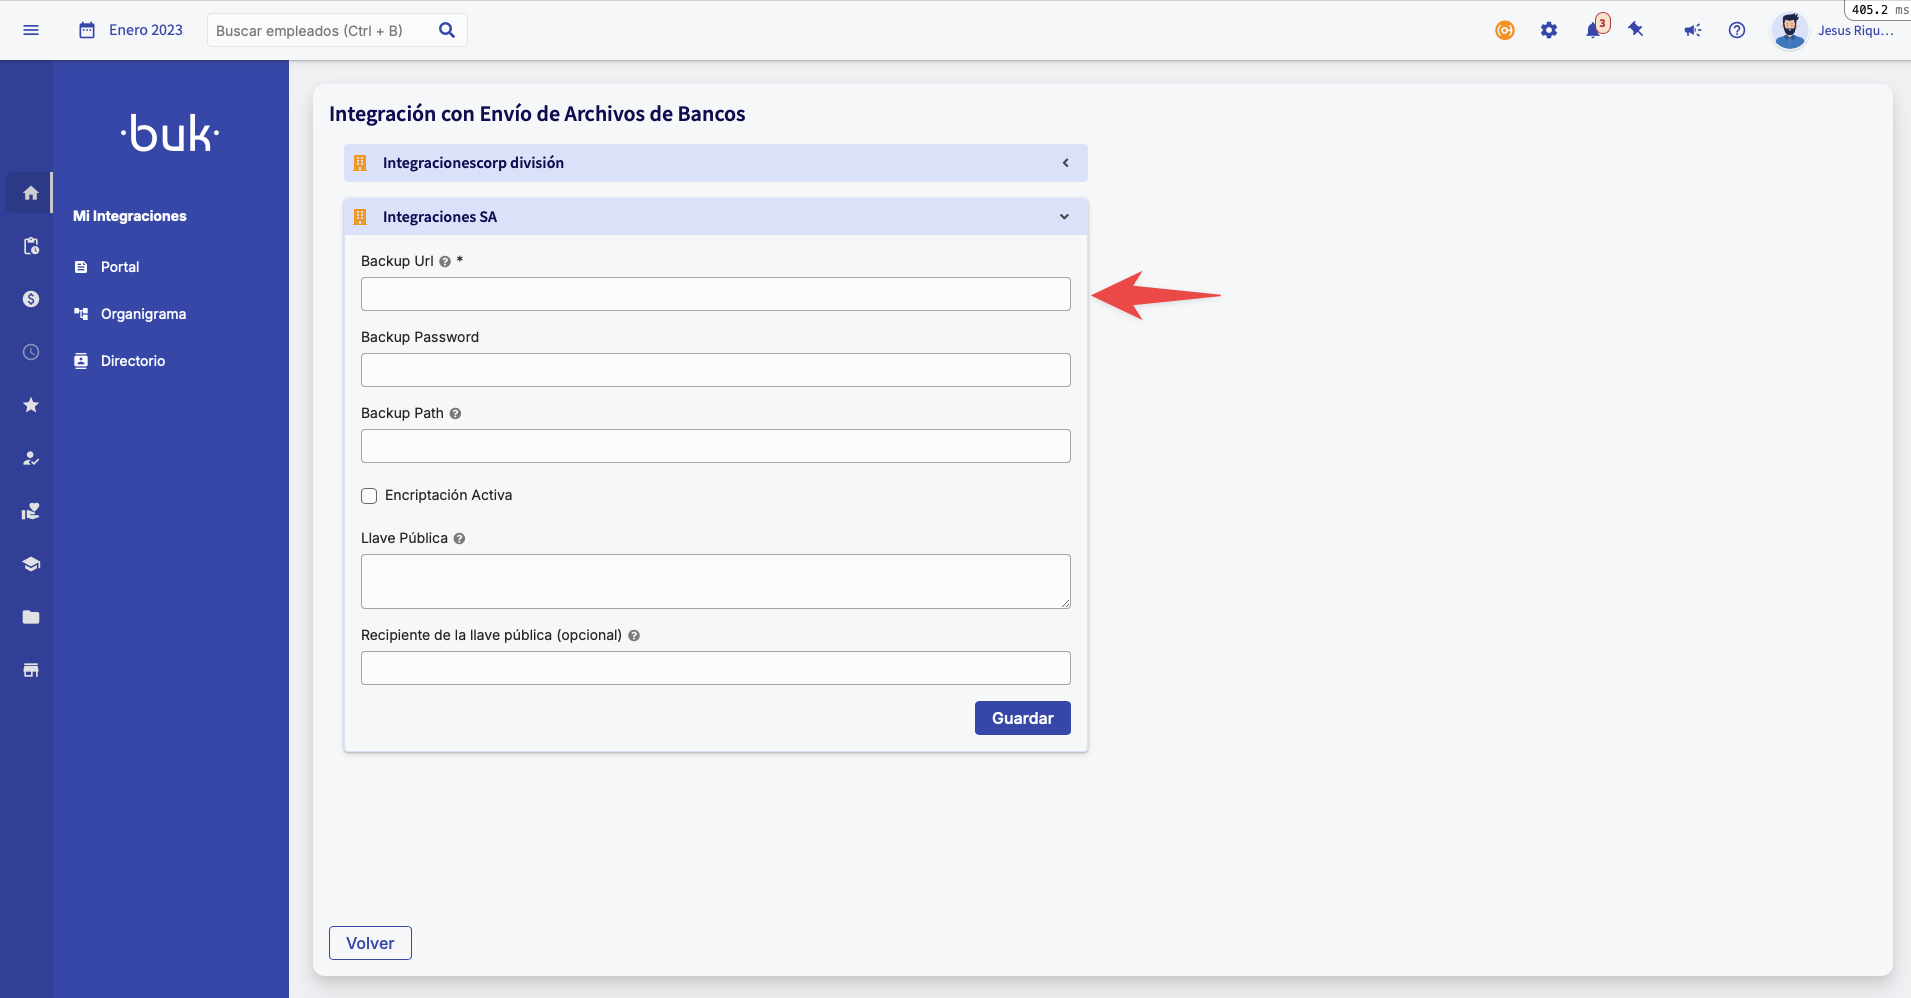 405.2 ms
Enero 2023
Buscar empleados (Ctrl + B)
3
Jesus Riqu...
·buk·
Mi Integraciones
Portal
Organigrama
Directorio
Integración con Envío de Archivos de Bancos
Integracionescorp división
Integraciones SA
Backup Url ? *
Backup Password
Backup Path ?
Encriptación Activa
Llave Pública ?
Recipiente de la llave pública (opcional) ?
Guardar
Volver